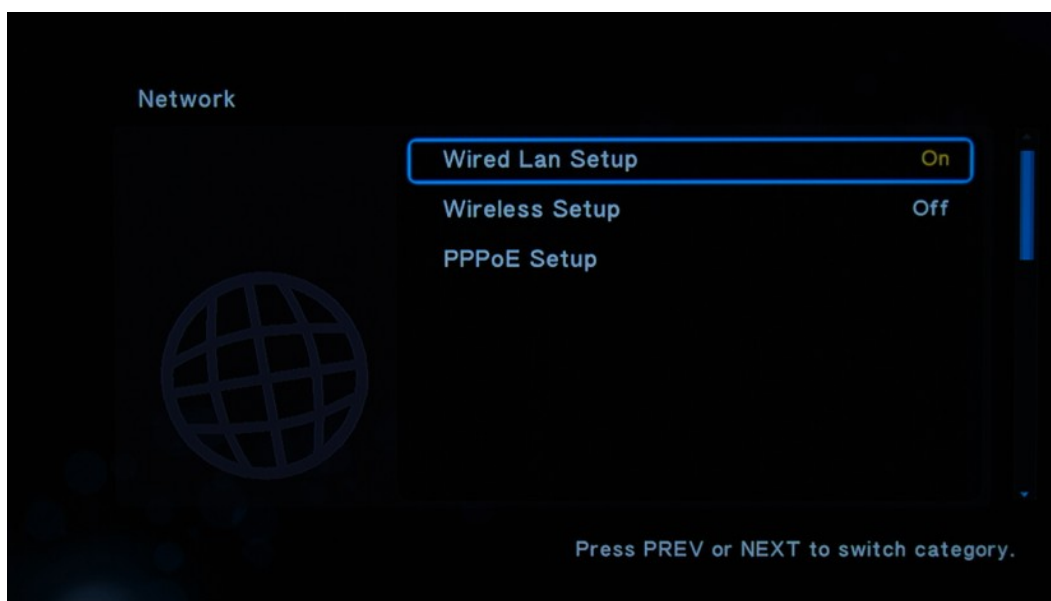 Network
Wired Lan Setup On
Wireless Setup Off
PPPoE Setup
Press PREV or NEXT to switch category.